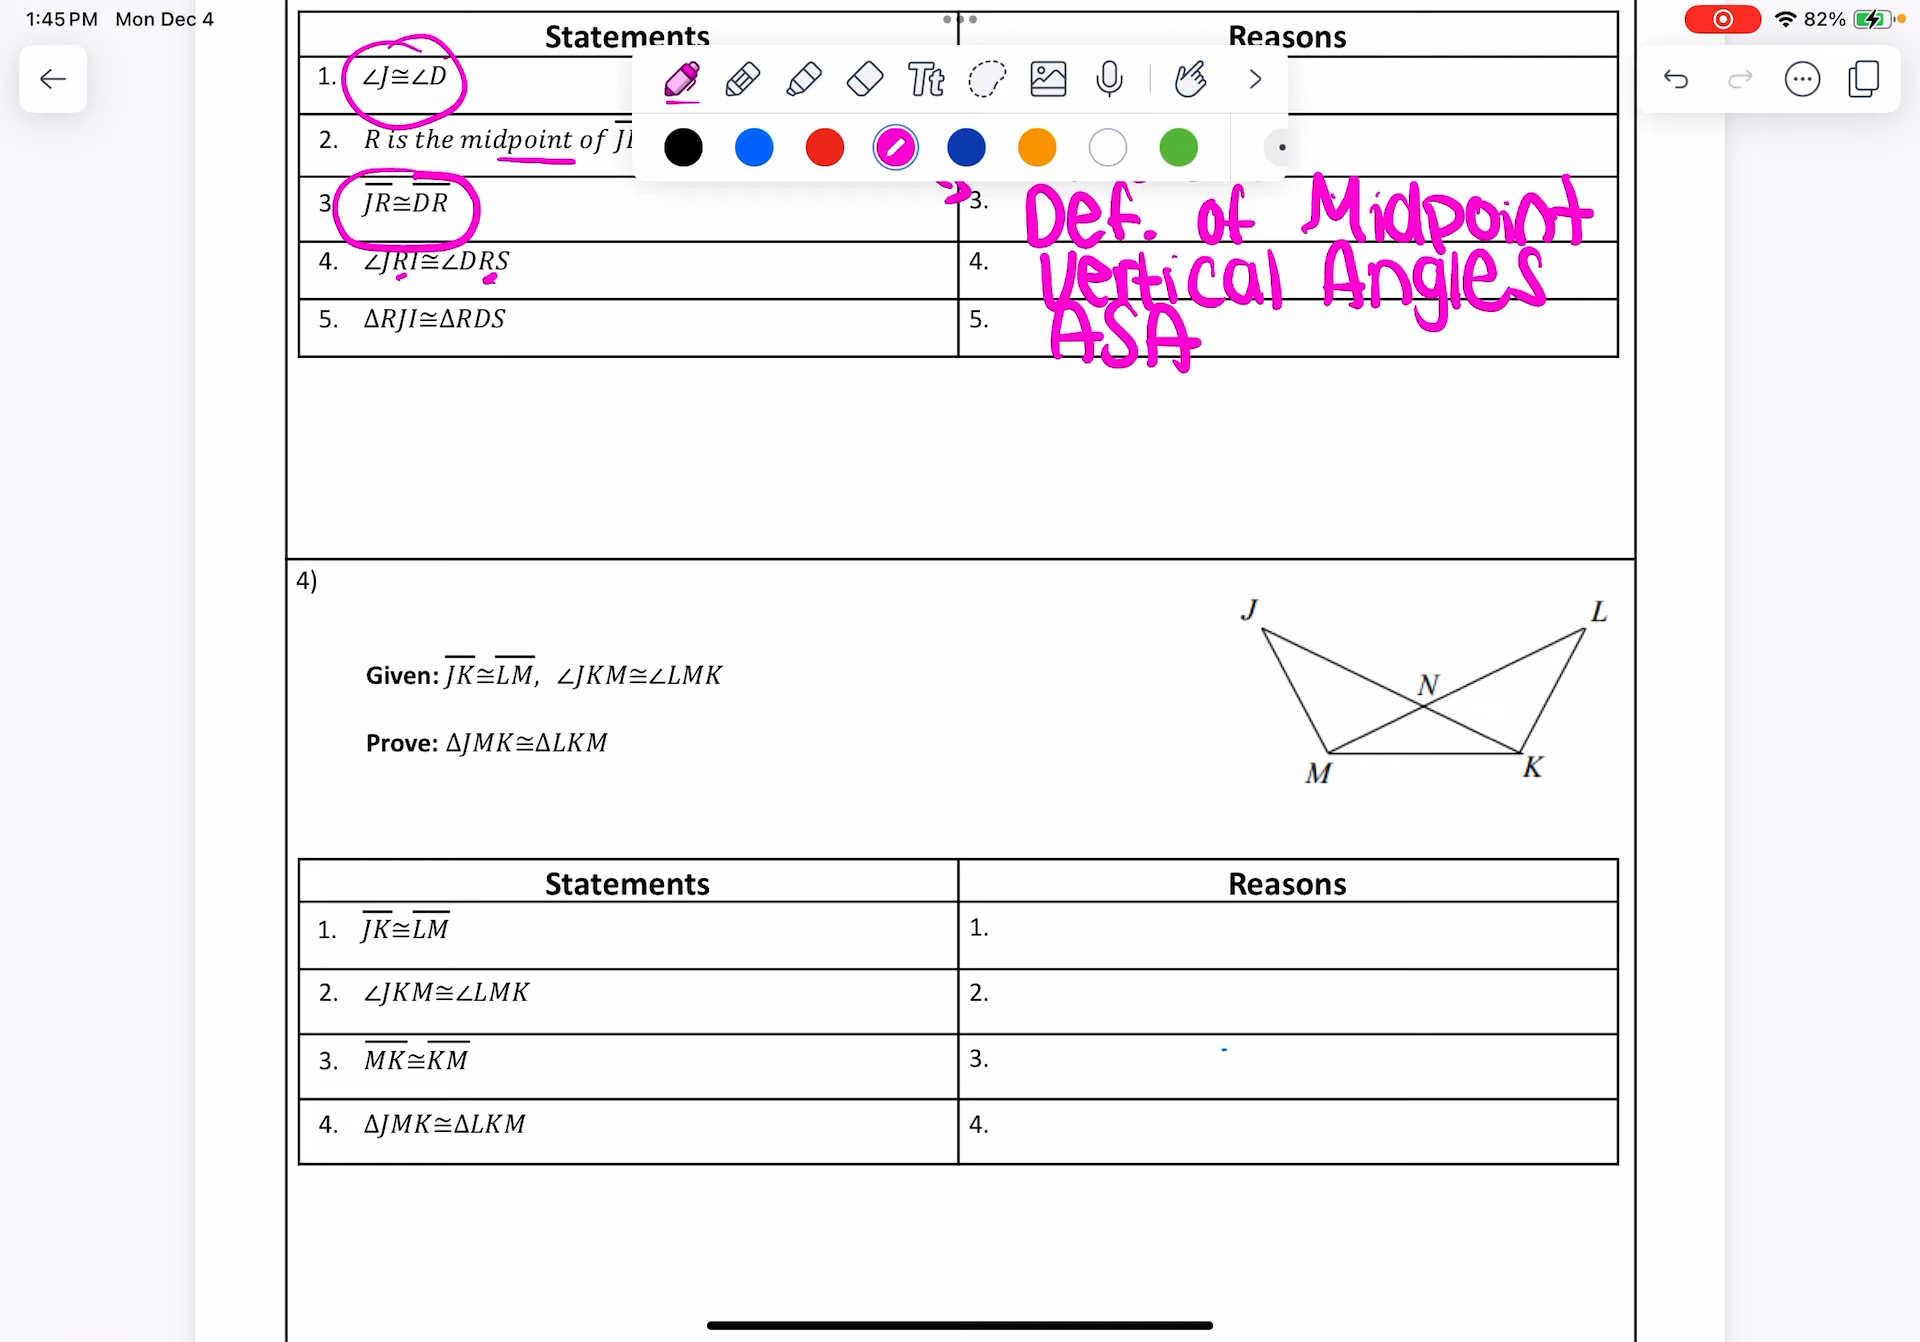 1:45 PM Mon Dec 4
82%
Statements
Reasons
Tt
1. ∠J≅∠D
2. R is the midpoint of
3 JR≅DR
3. Def. of Midpoint
4. ∠JRI≅∠DRS
4. Vertical Angles
5. ΔRJI≅ΔRDS
5. ASA
4)
Given: JK≅LM, ∠JKM≅∠LMK
Prove: ΔJMK≅ΔLKM
J
L
N
M
K
Statements
Reasons
1. JK≅LM
1.
2. ∠JKM≅∠LMK
2.
3. MK≅KM
3.
4. ΔJMK≅ΔLKM
4.